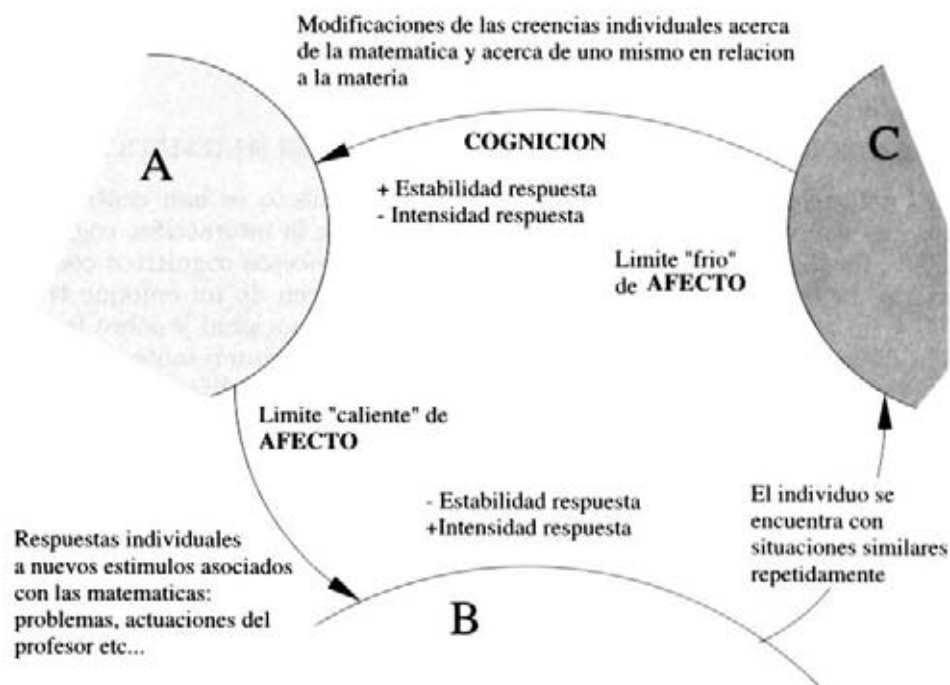 Modificaciones de las creencias individuales acerca
de la matematica y acerca de uno mismo en relacion
a la materia
A
COGNICION
C
+ Estabilidad respuesta
- Intensidad respuesta
Limite "frio"
de AFECTO
Limite "caliente" de
AFECTO
- Estabilidad respuesta
+Intensidad respuesta
El individuo se
encuentra con
situaciones similares
repetidamente
Respuestas individuales
a nuevos estimulos asociados
con las matematicas:
problemas, actuaciones del
profesor etc...
B